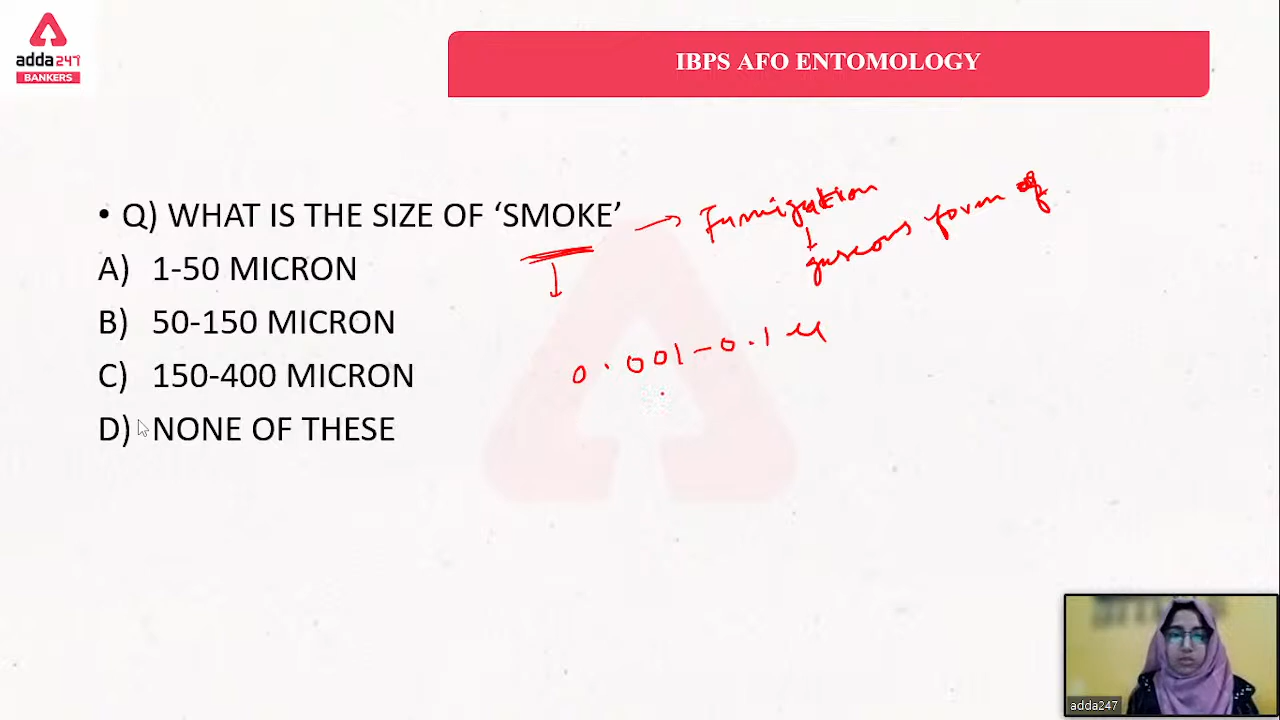 adda247
BANKERS
IBPS AFO ENTOMOLOGY
• Q) WHAT IS THE SIZE OF ‘SMOKE’
Fumigation
gaseous form of
A) 1-50 MICRON
B) 50-150 MICRON
0.001-0.1 μ
C) 150-400 MICRON
D) NONE OF THESE
adda247